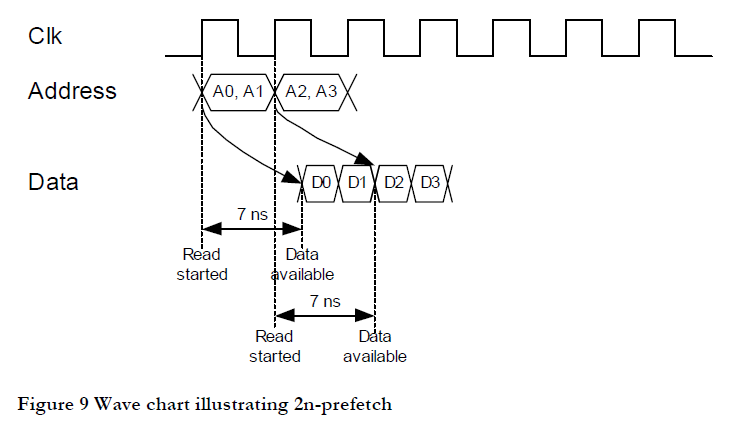 Clk
Address
A0, A1
A2, A3
Data
D0
D1
D2
D3
7 ns
Read
started
Data
available
7 ns
Read
started
Data
available
Figure 9 Wave chart illustrating 2n-prefetch